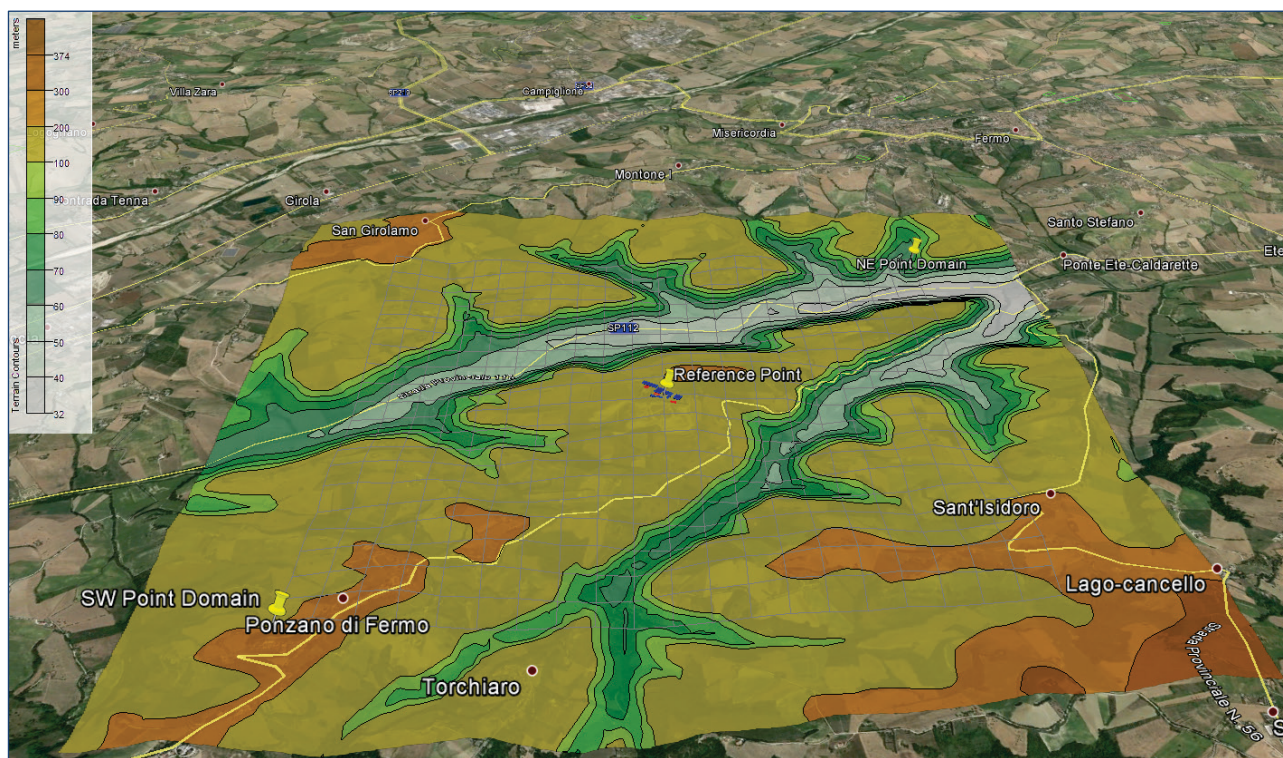 meters
374
300
200
100
90
80
70
60
50
40
32
Terrain Contours
Villa Zara
Campiglione
Misericordia
Fermo
Montone I
Girola
San Girolamo
Santo Stefano
NE Point Domain
Ponte Ete-Caldarette
Ete
SP112
Reference Point
Sant'Isidoro
Lago-cancello
SW Point Domain
Ponzano di Fermo
Torchiaro
Strada Provinciale N. 56
S